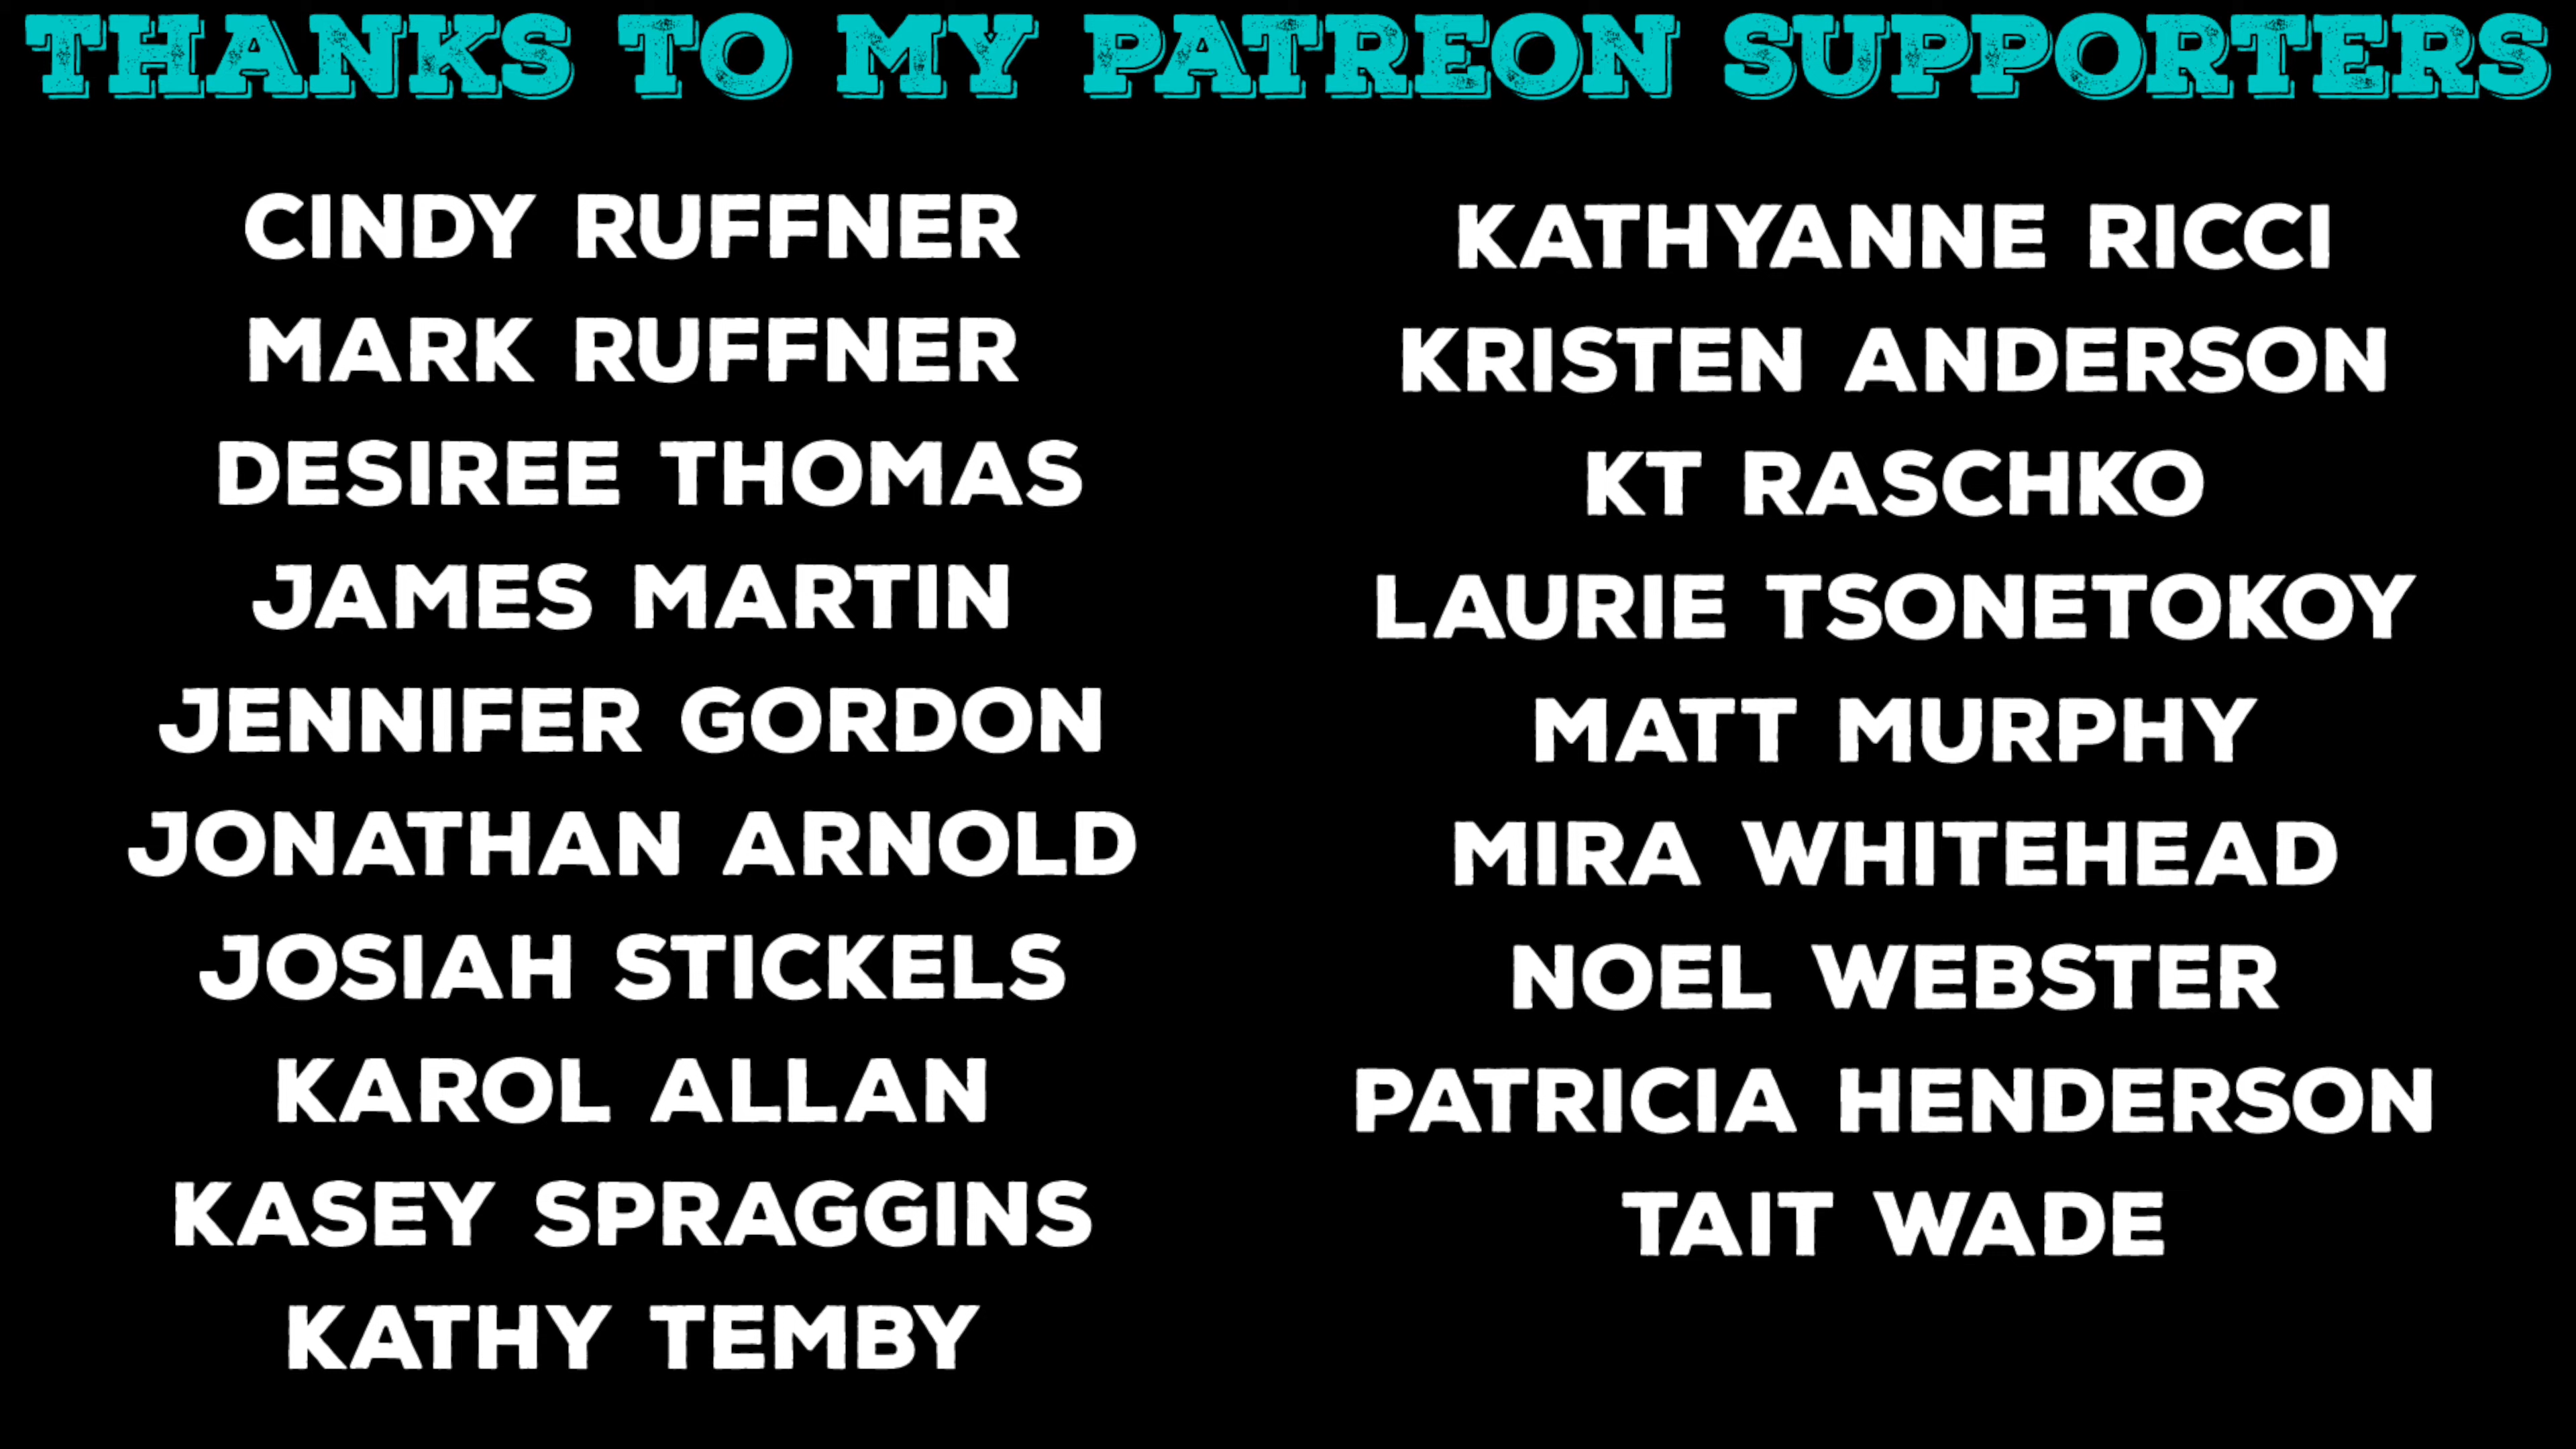 THANKS TO MY PATREON SUPPORTERS
CINDY RUFFNER
MARK RUFFNER
DESIREE THOMAS
JAMES MARTIN
JENNIFER GORDON
JONATHAN ARNOLD
JOSIAH STICKELS
KAROL ALLAN
KASEY SPRAGGINS
KATHY TEMBY
KATHYANNE RICCI
KRISTEN ANDERSON
KT RASCHKO
LAURIE TSONETOKOY
MATT MURPHY
MIRA WHITEHEAD
NOEL WEBSTER
PATRICIA HENDERSON
TAIT WADE